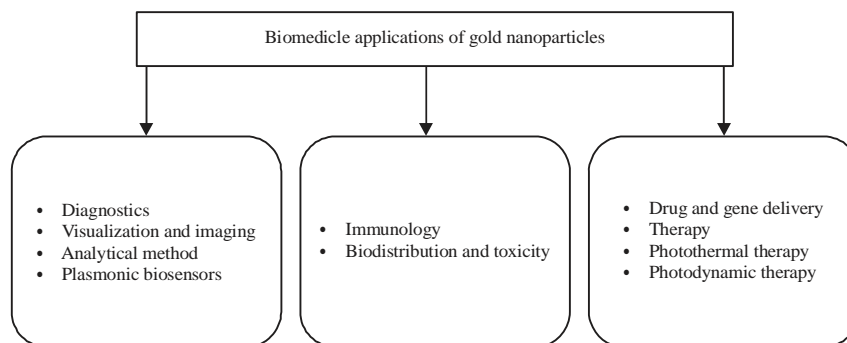 Biomedicle applications of gold nanoparticles
• Diagnostics
• Visualization and imaging
• Analytical method
• Plasmonic biosensors
• Immunology
• Biodistribution and toxicity
• Drug and gene delivery
• Therapy
• Photothermal therapy
• Photodynamic therapy